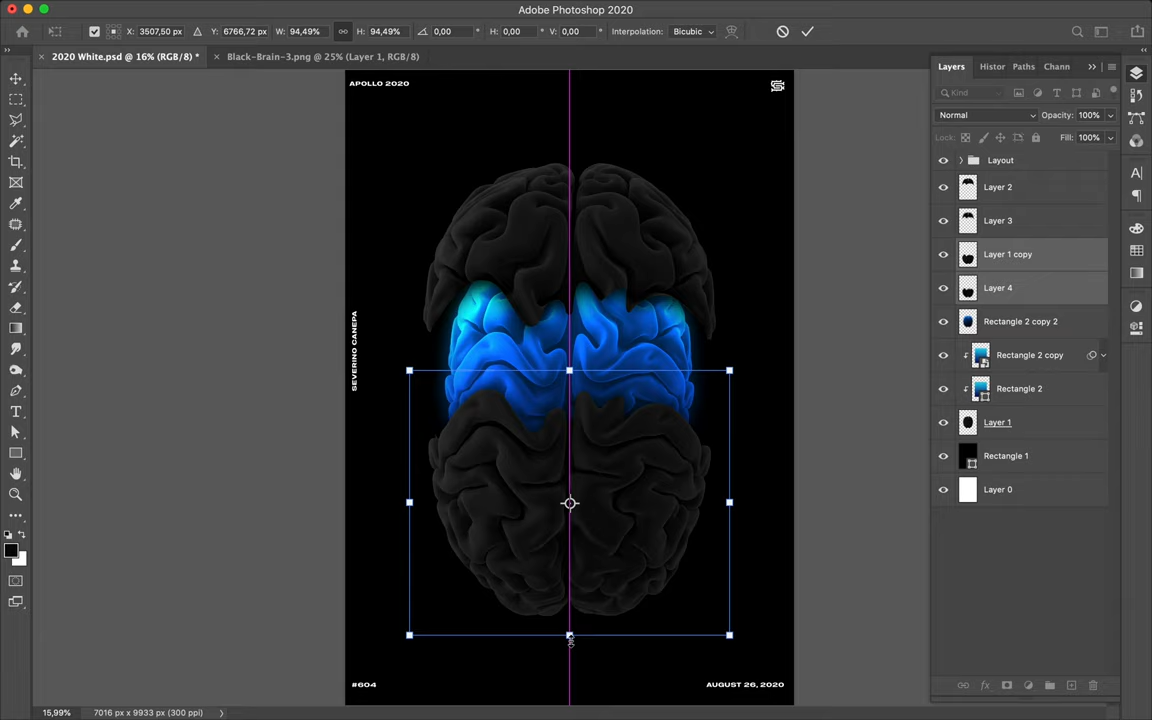 Adobe Photoshop 2020
X: 3507,50 px Y: 6766,72 px W: 94,49% H: 94,49% 0,00 ° H: 0,00 ° V: 0,00 ° Interpolation: Bicubic
2020 White.psd @ 16% (RGB/8) * Black-Brain-3.png @ 25% (Layer 1, RGB/8)
Layers Histor Paths Chann
APOLLO 2020
Kind
Normal Opacity: 100%
Lock: Fill: 100%
Layout
Layer 2
Layer 3
Layer 1 copy
Layer 4
Rectangle 2 copy 2
SEVERINO CANEPA
Rectangle 2 copy
Rectangle 2
Layer 1
Rectangle 1
Layer 0
#604 AUGUST 26, 2020
15,99% 7016 px x 9933 px (300 ppi)